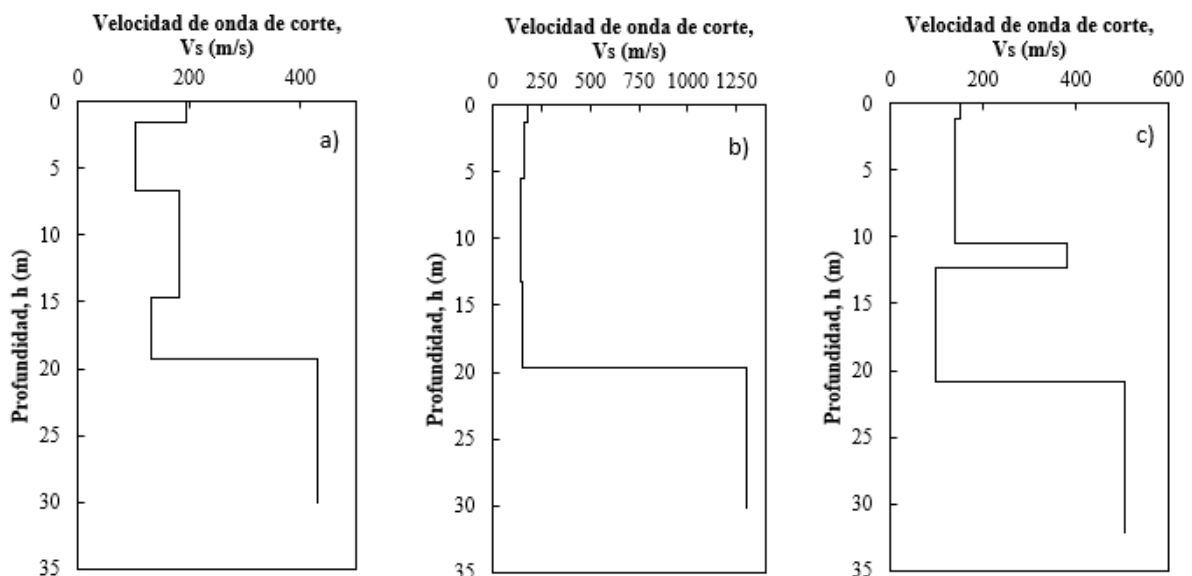 Velocidad de onda de corte,
Vs (m/s)
0 200 400
0
5
10
15
20
25
30
35
Profundidad, h (m)
a)
Velocidad de onda de corte,
Vs (m/s)
0 250 500 750 1000 1250
0
5
10
15
20
25
30
35
Profundidad, h (m)
b)
Velocidad de onda de corte,
Vs (m/s)
0 200 400 600
0
5
10
15
20
25
30
35
Profundidad, h (m)
c)